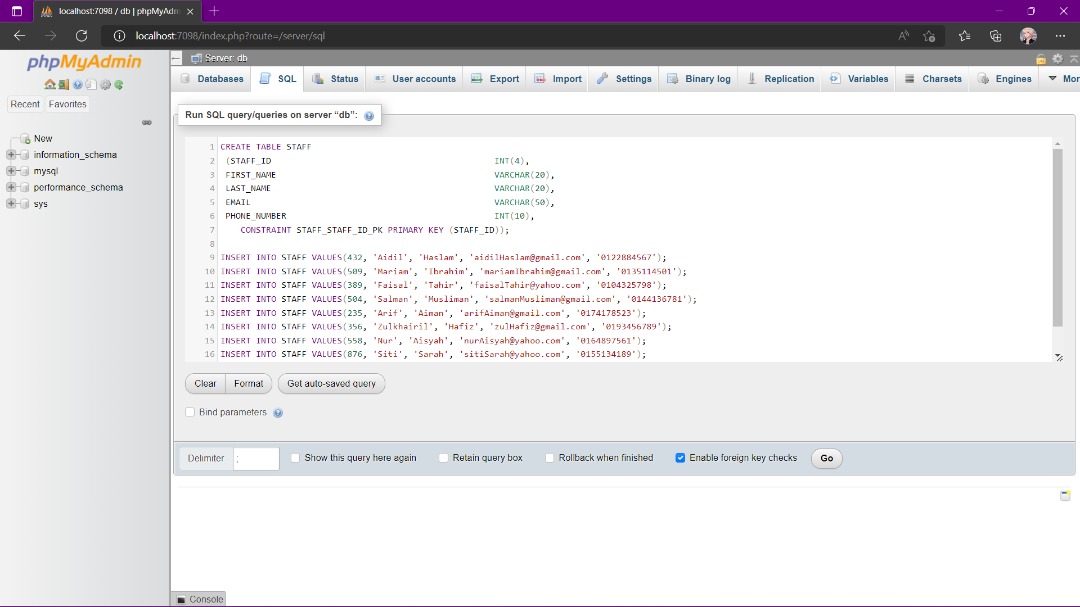 localhost:7098 / db | phpMyAdm
localhost:7098/index.php?route=/server/sql
phpMyAdmin
Recent Favorites
New
information_schema
mysql
performance_schema
sys
Server: db
Databases SQL Status User accounts Export Import Settings Binary log Replication Variables Charsets Engines Mor
Run SQL query/queries on server "db":
1 CREATE TABLE STAFF
2 (STAFF_ID INT(4),
3 FIRST_NAME VARCHAR(20),
4 LAST_NAME VARCHAR(20),
5 EMAIL VARCHAR(50),
6 PHONE_NUMBER INT(10),
7 CONSTRAINT STAFF_STAFF_ID_PK PRIMARY KEY (STAFF_ID));
8
9 INSERT INTO STAFF VALUES(432, 'Aidil', 'Haslam', 'aidilHaslam@gmail.com', '0122884567');
10 INSERT INTO STAFF VALUES(509, 'Mariam', 'Ibrahim', 'mariamIbrahim@gmail.com', '0135114501');
11 INSERT INTO STAFF VALUES(389, 'Faisal', 'Tahir', 'faisalTahir@yahoo.com', '0104325798');
12 INSERT INTO STAFF VALUES(504, 'Salman', 'Musliman', 'salmanMusliman@gmail.com', '0144136781');
13 INSERT INTO STAFF VALUES(235, 'Arif', 'Aiman', 'arifAiman@gmail.com', '0174178523');
14 INSERT INTO STAFF VALUES(356, 'Zulkhairil', 'Hafiz', 'zulHafiz@gmail.com', '0193456789');
15 INSERT INTO STAFF VALUES(558, 'Nur', 'Aisyah', 'nurAisyah@yahoo.com', '0164897561');
16 INSERT INTO STAFF VALUES(876, 'Siti', 'Sarah', 'sitiSarah@yahoo.com', '0155134189');
Clear Format Get auto-saved query
Bind parameters
Delimiter ; Show this query here again Retain query box Rollback when finished Enable foreign key checks Go
Console